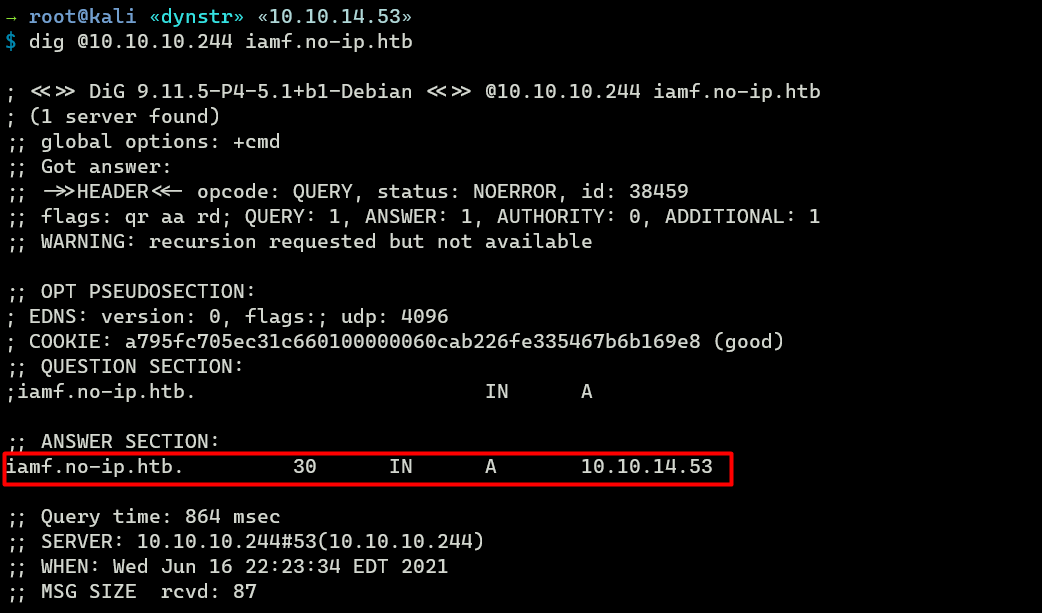 → root@kali «dynstr» «10.10.14.53»
$ dig @10.10.10.244 iamf.no-ip.htb

; <<>> DiG 9.11.5-P4-5.1+b1-Debian <<>> @10.10.10.244 iamf.no-ip.htb
; (1 server found)
;; global options: +cmd
;; Got answer:
;; ->>HEADER<<- opcode: QUERY, status: NOERROR, id: 38459
;; flags: qr aa rd; QUERY: 1, ANSWER: 1, AUTHORITY: 0, ADDITIONAL: 1
;; WARNING: recursion requested but not available

;; OPT PSEUDOSECTION:
; EDNS: version: 0, flags:; udp: 4096
; COOKIE: a795fc705ec31c660100000060cab226fe335467b6b169e8 (good)
;; QUESTION SECTION:
;iamf.no-ip.htb. IN A

;; ANSWER SECTION:
iamf.no-ip.htb. 30 IN A 10.10.14.53

;; Query time: 864 msec
;; SERVER: 10.10.10.244#53(10.10.10.244)
;; WHEN: Wed Jun 16 22:23:34 EDT 2021
;; MSG SIZE rcvd: 87